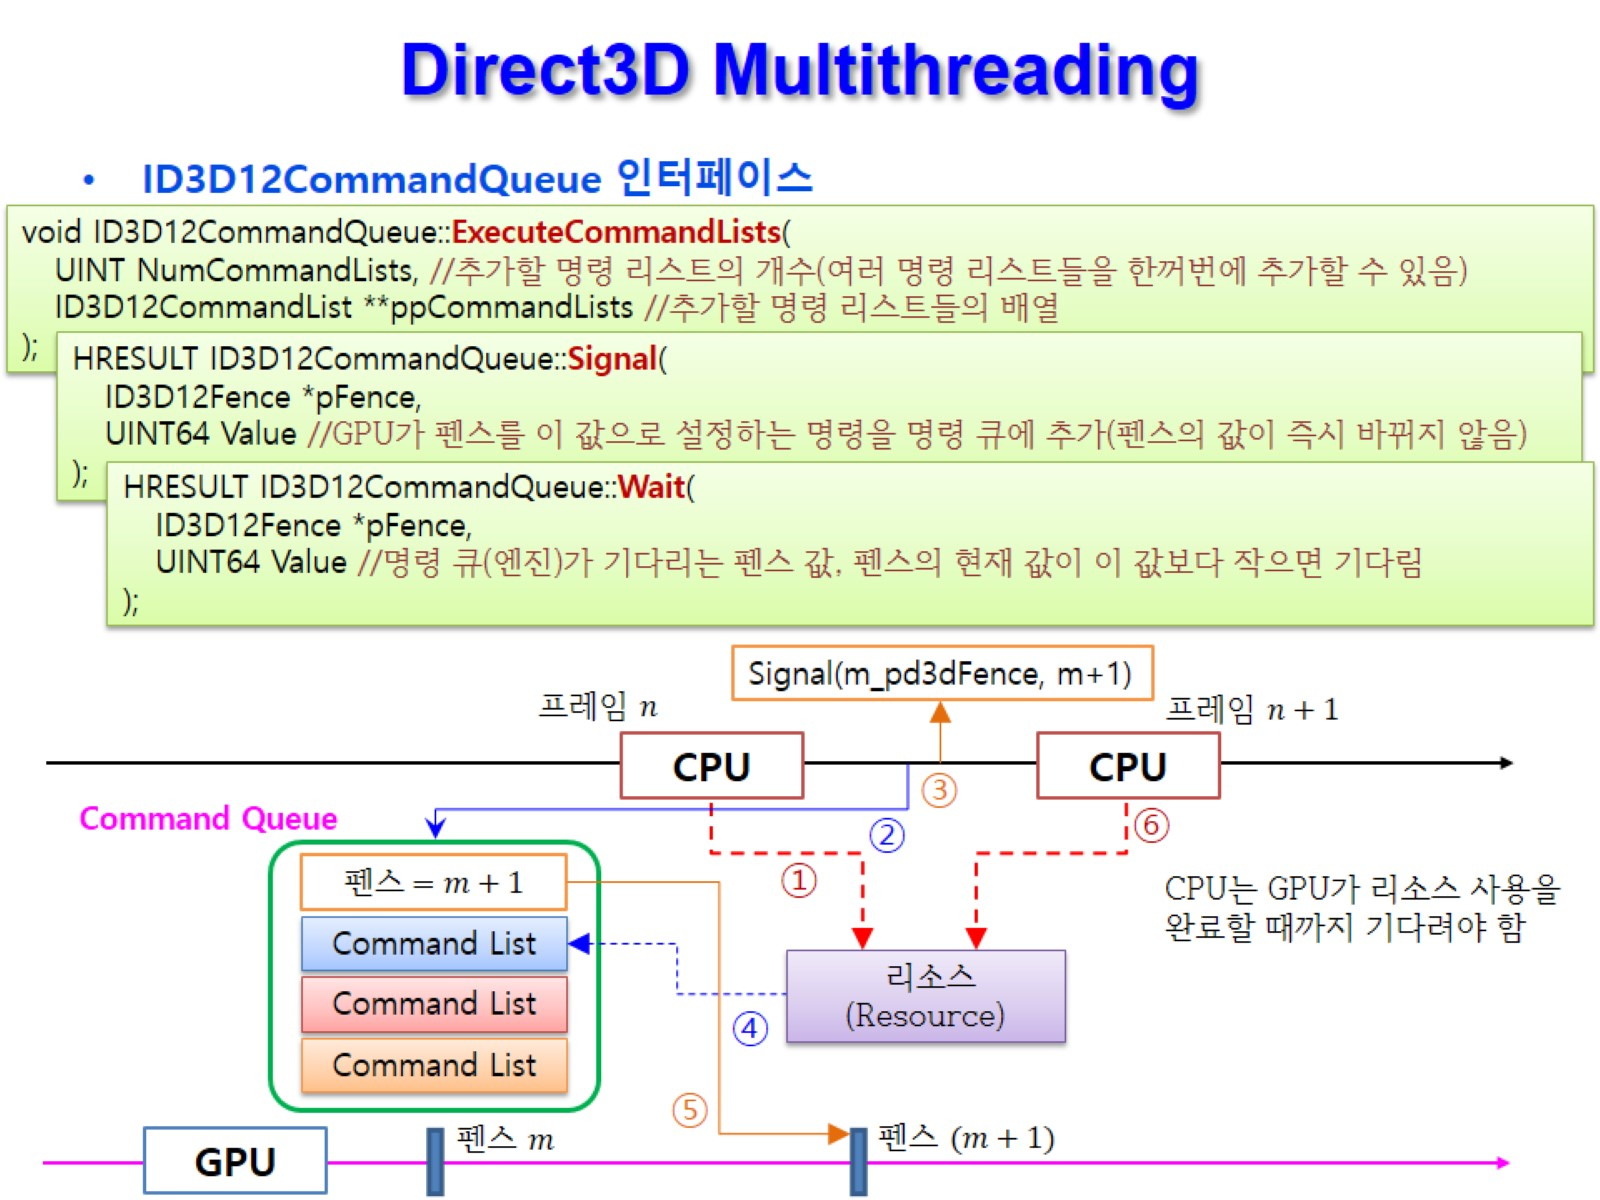 Direct3D Multithreading
• ID3D12CommandQueue 인터페이스
void ID3D12CommandQueue::ExecuteCommandLists(
UINT NumCommandLists, //추가할 명령 리스트의 개수(여러 명령 리스트들을 한꺼번에 추가할 수 있음)
ID3D12CommandList **ppCommandLists //추가할 명령 리스트들의 배열
);
HRESULT ID3D12CommandQueue::Signal(
ID3D12Fence *pFence,
UINT64 Value //GPU가 펜스를 이 값으로 설정하는 명령을 명령 큐에 추가(펜스의 값이 즉시 바뀌지 않음)
);
HRESULT ID3D12CommandQueue::Wait(
ID3D12Fence *pFence,
UINT64 Value //명령 큐(엔진)가 기다리는 펜스 값, 펜스의 현재 값이 이 값보다 작으면 기다림
);
Signal(m_pd3dFence, m+1)
프레임 n
프레임 n + 1
CPU
CPU
③
Command Queue
②
⑥
①
펜스 = m + 1
CPU는 GPU가 리소스 사용을
완료할 때까지 기다려야 함
Command List
리소스
(Resource)
Command List
④
Command List
⑤
펜스 m
펜스 (m + 1)
GPU